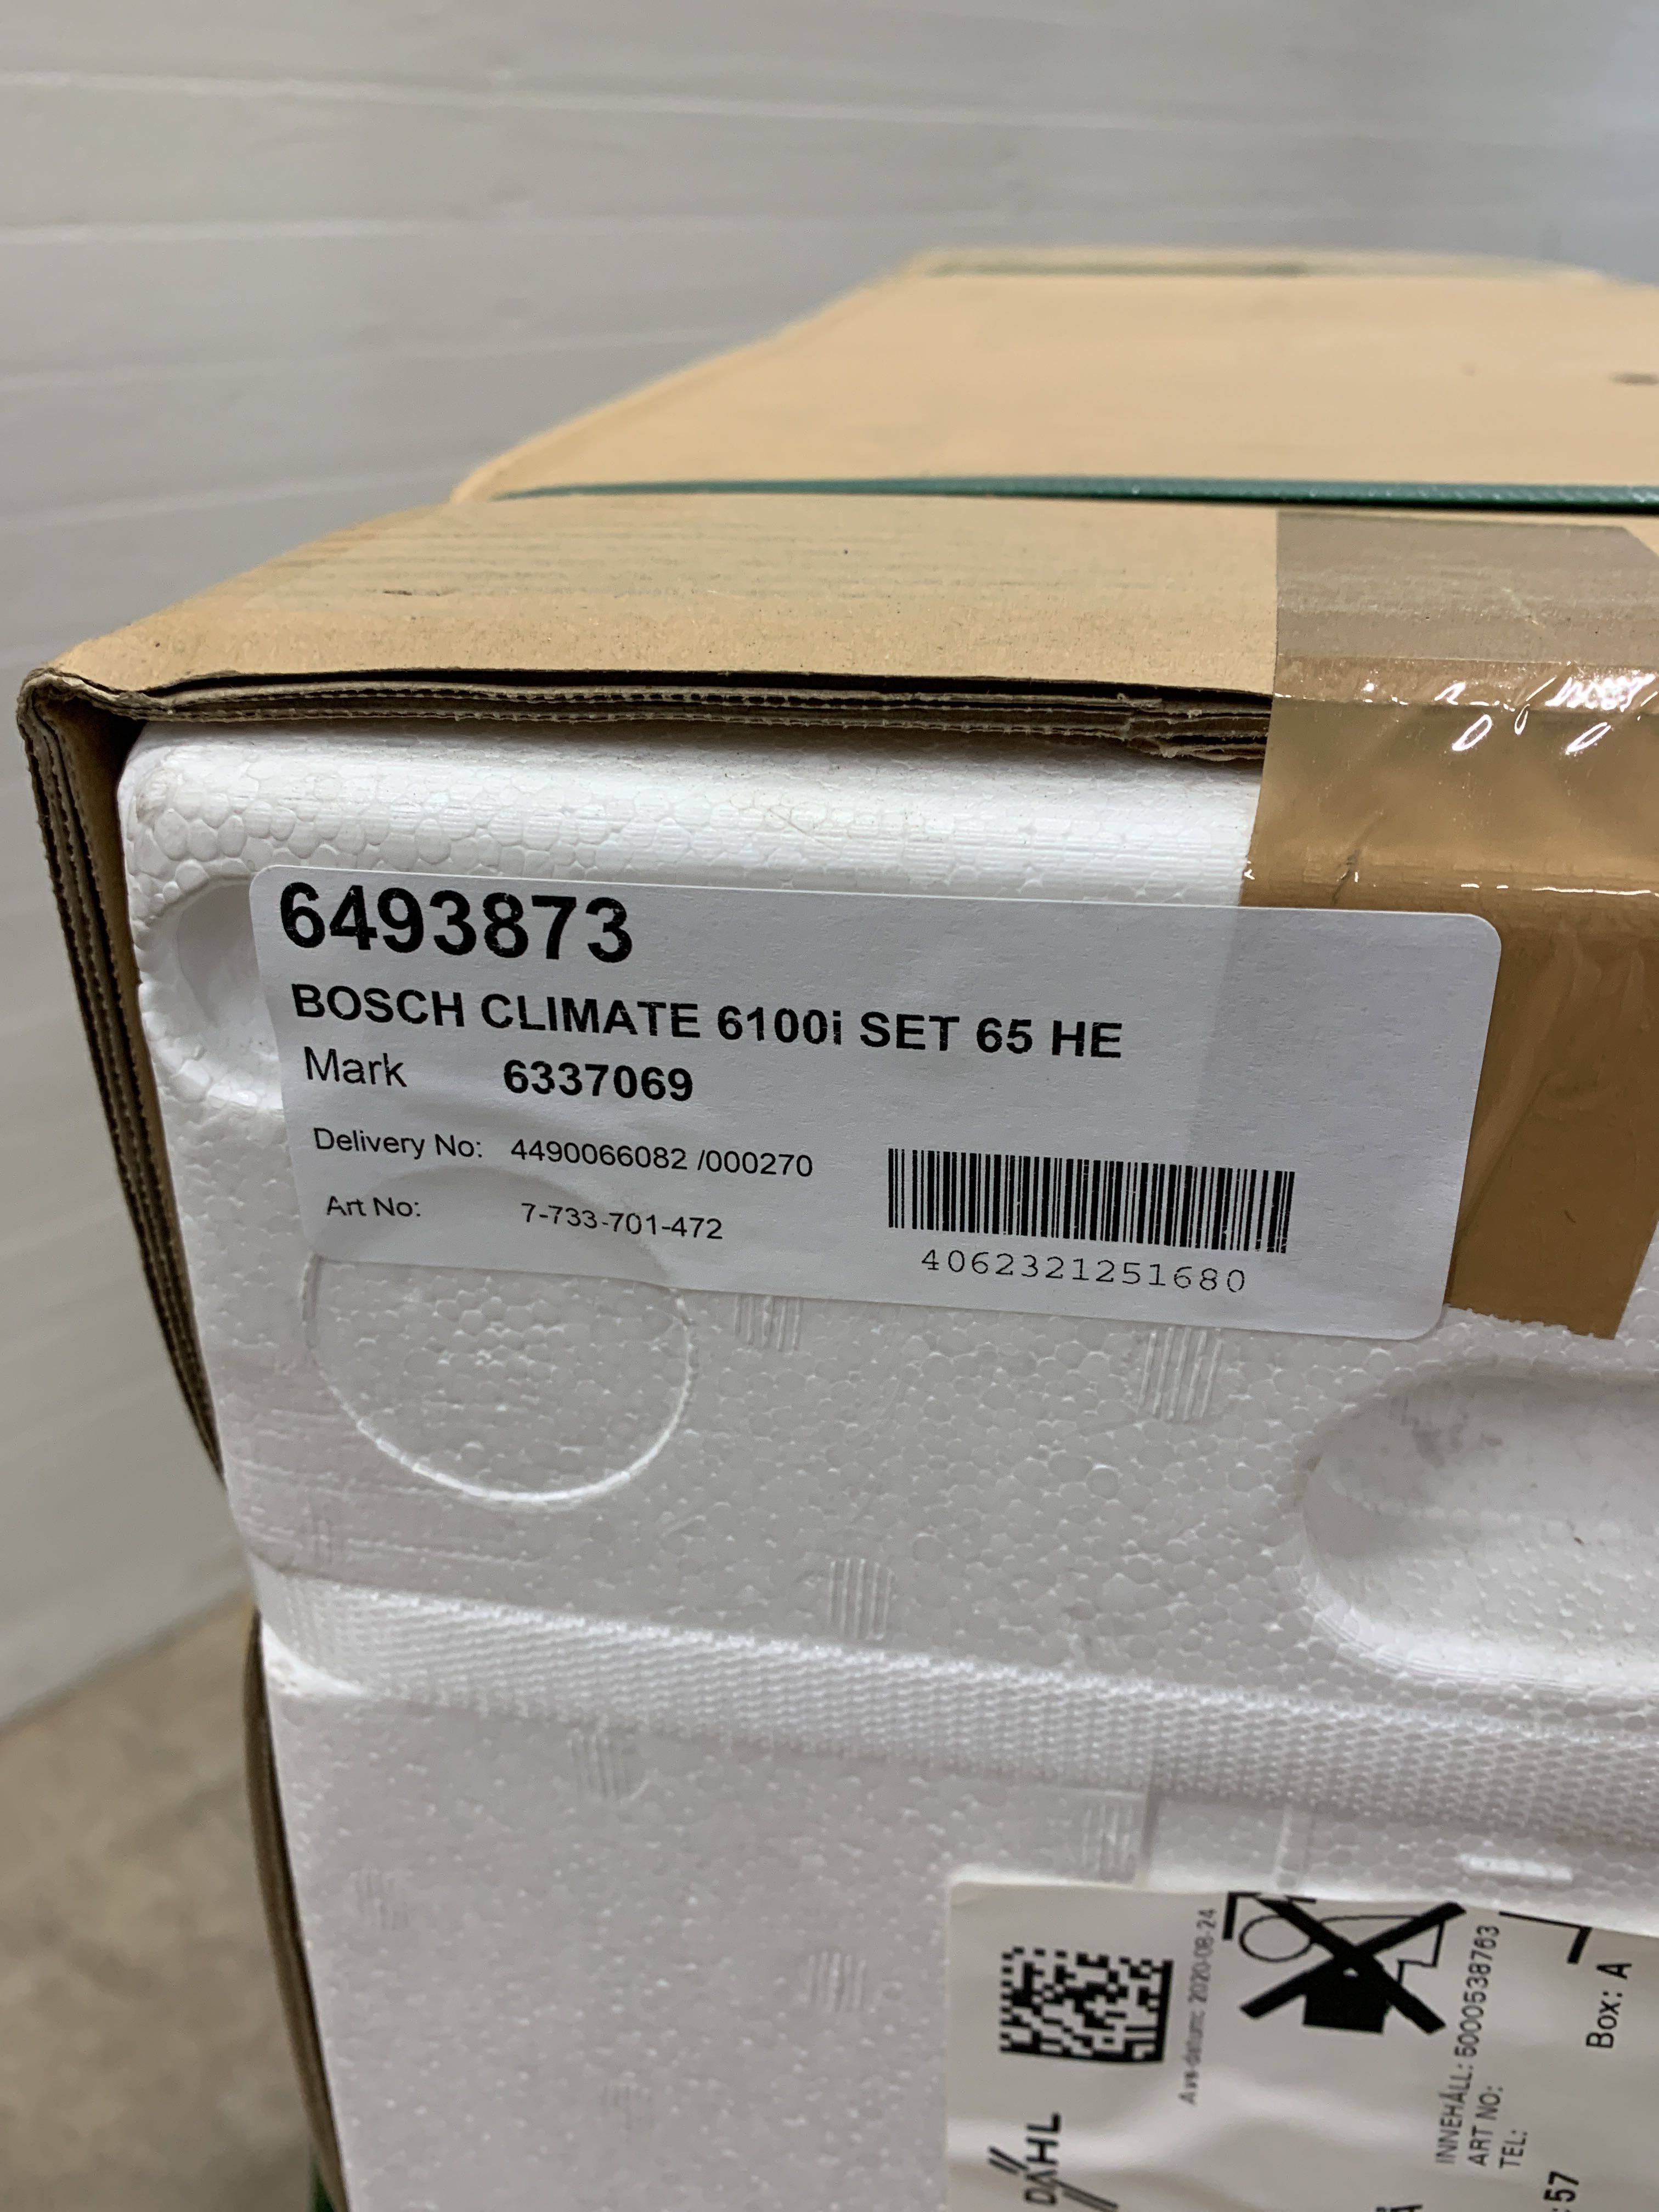 6493873
BOSCH CLIMATE 6100i SET 65 HE
Mark 6337069
Delivery No: 4490066082 /000270
Art No: 7-733-701-472
4062321251680
DAHL
Avs datum: 2020-08-24
INNEHÅLL: 5000538763
ART NO:
TEL:
Box: A
:57